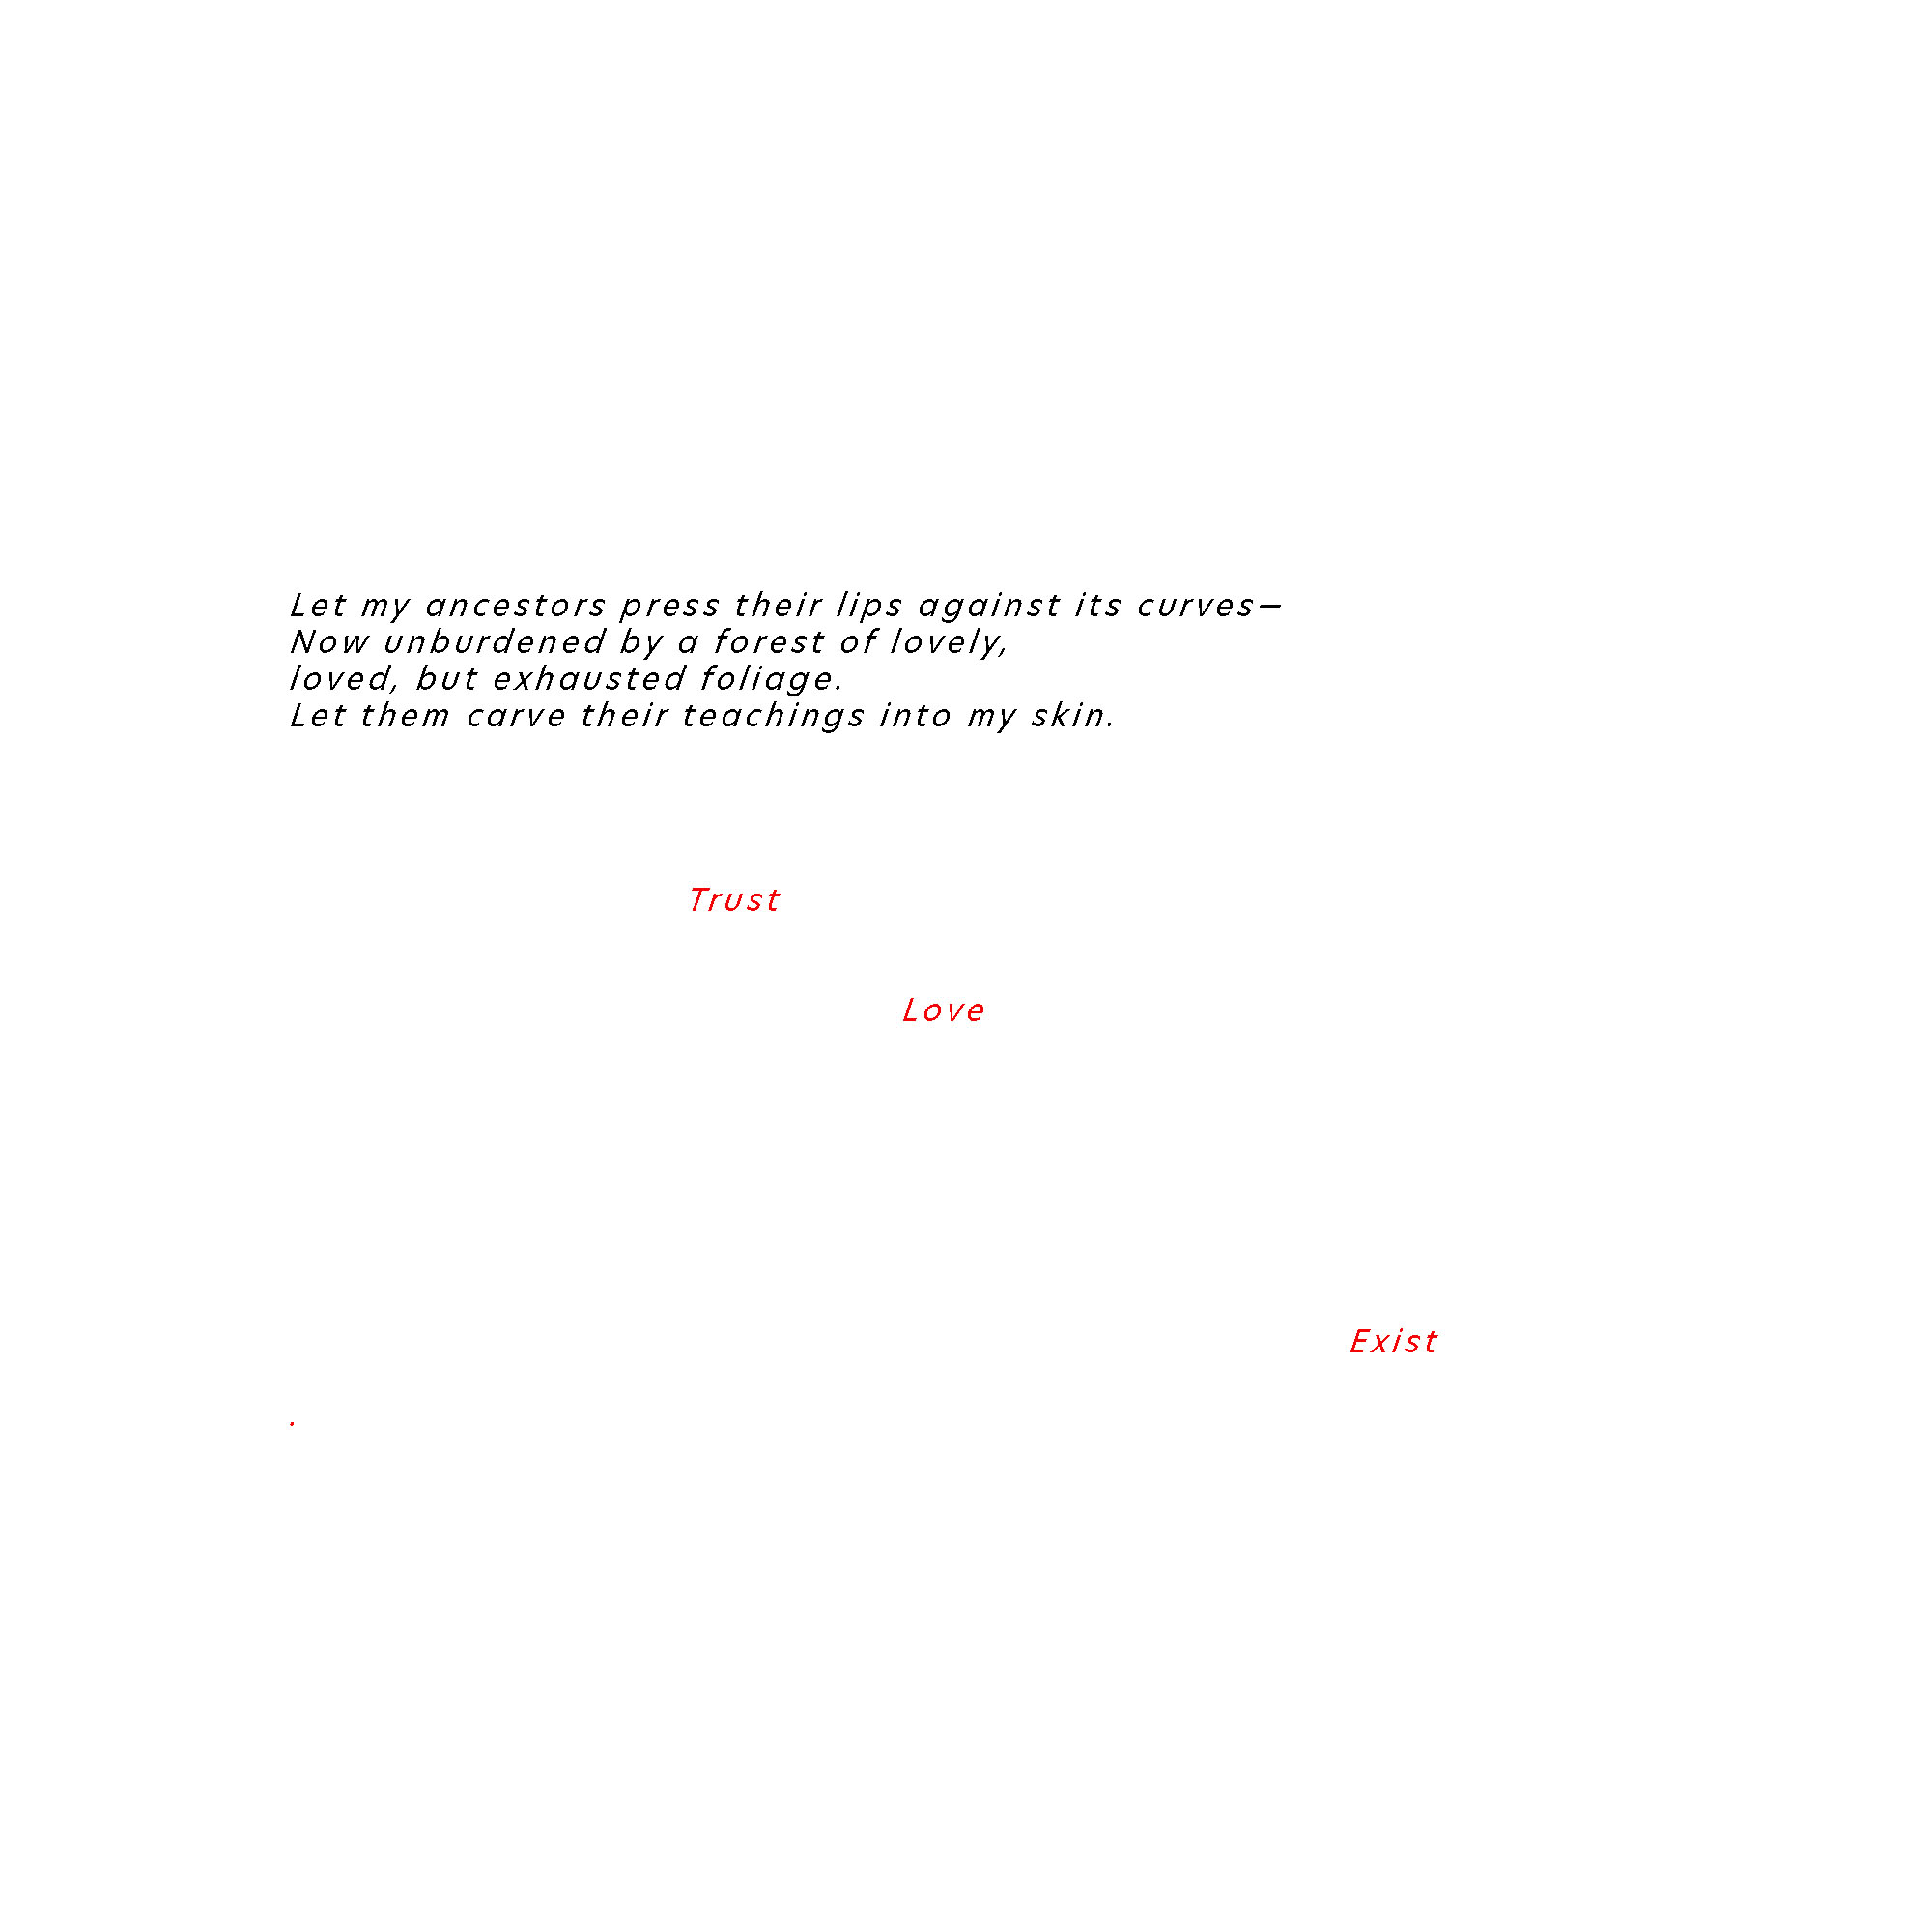 Let my ancestors press their lips against its curves—
Now unburdened by a forest of lovely,
loved, but exhausted foliage.
Let them carve their teachings into my skin.
Trust
Love
Exist
.